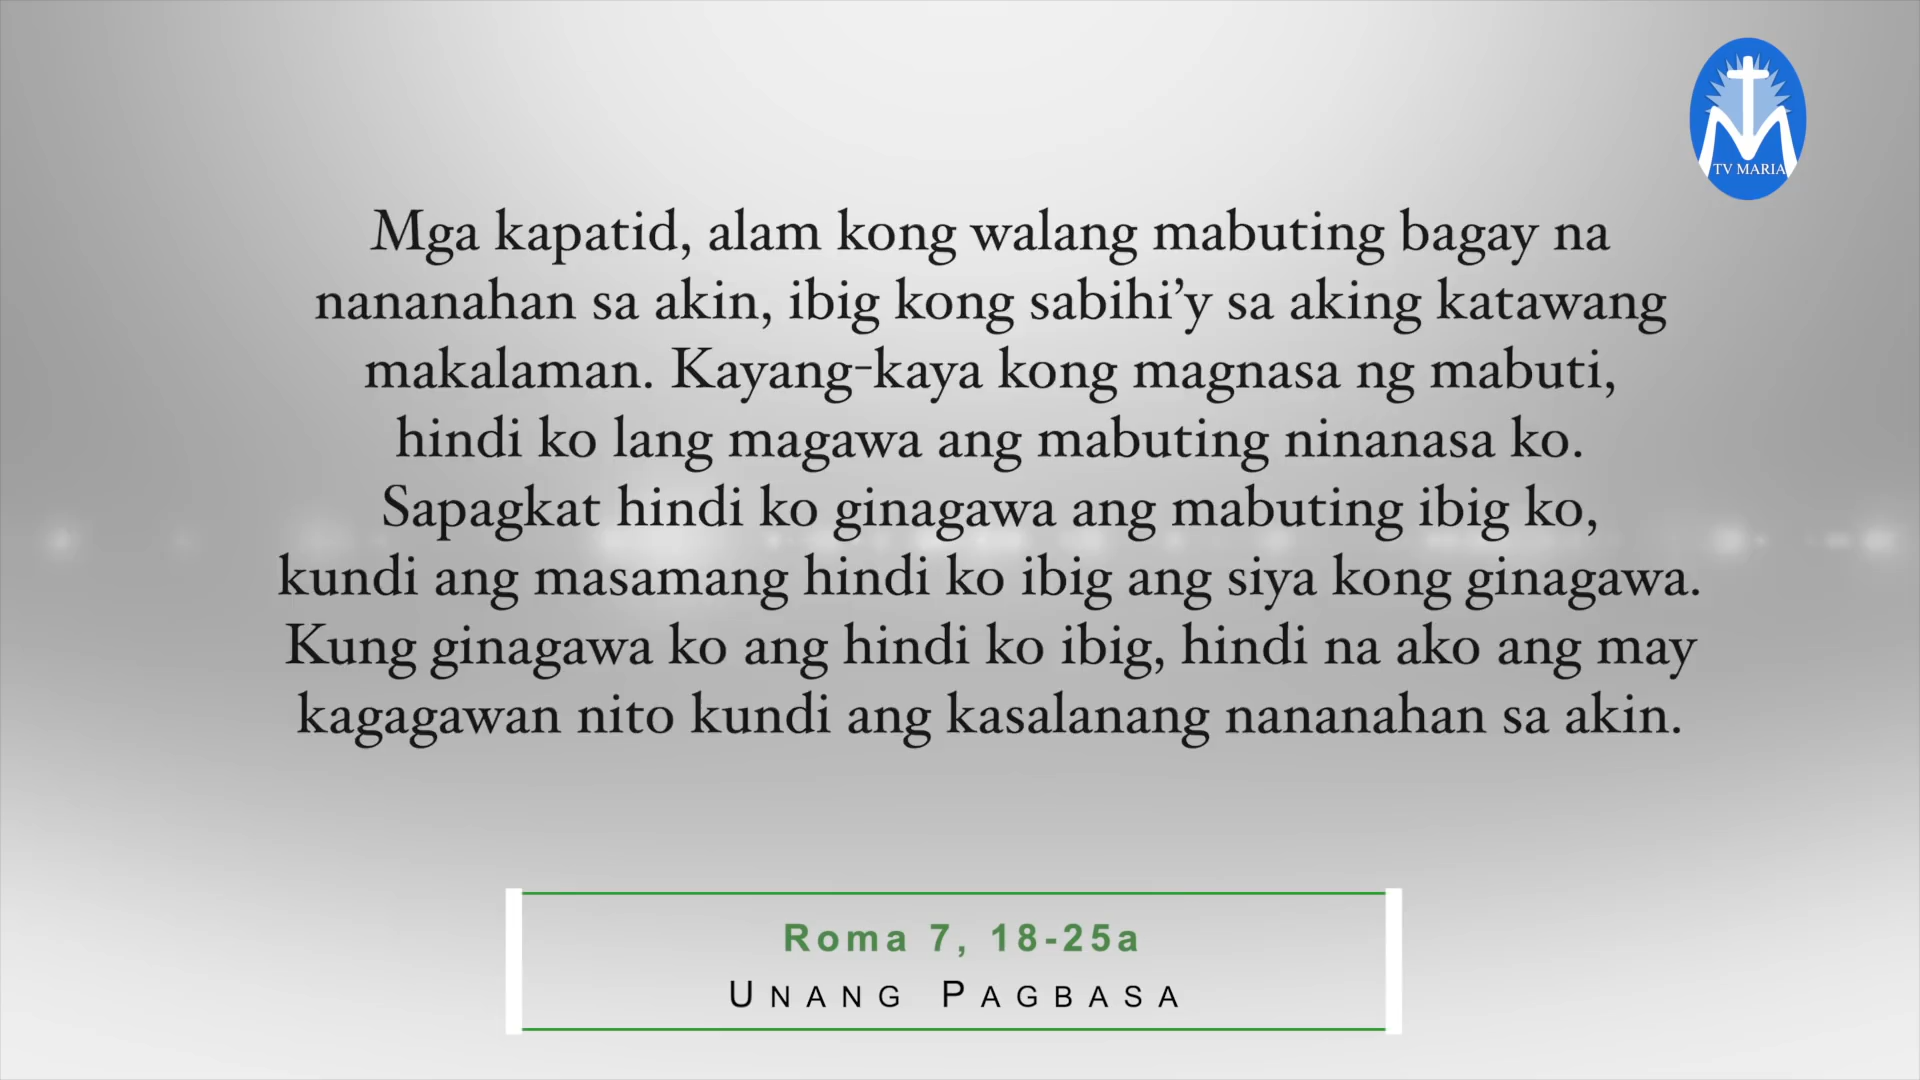 TV MARIA
Mga kapatid, alam kong walang mabuting bagay na
nananahan sa akin, ibig kong sabihi’y sa aking katawang
makalaman. Kayang-kaya kong magnasa ng mabuti,
hindi ko lang magawa ang mabuting ninanasa ko.
Sapagkat hindi ko ginagawa ang mabuting ibig ko,
kundi ang masamang hindi ko ibig ang siya kong ginagawa.
Kung ginagawa ko ang hindi ko ibig, hindi na ako ang may
kagagawan nito kundi ang kasalanang nananahan sa akin.
Roma 7, 18-25a
UNANG PAGBASA